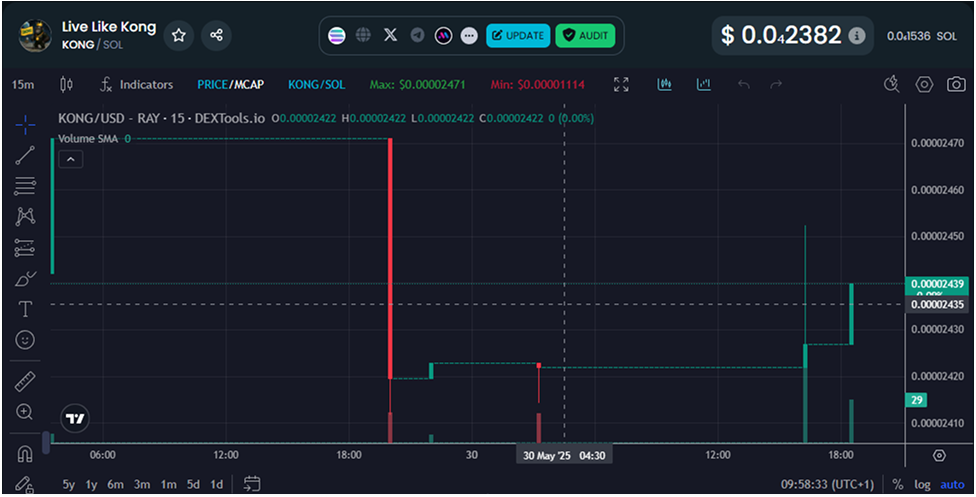 Live Like Kong
KONG / SOL
UPDATE
AUDIT
$ 0.0₄2382
0.0₆1536 SOL
15m
Indicators
PRICE/MCAP
KONG/SOL
Max: $0.00002471
Min: $0.00001114
KONG/USD - RAY · 15 · DEXTools.io O0.00002422 H0.00002422 L0.00002422 C0.00002422 0 (0.00%)
Volume SMA 0
0.00002470
0.00002460
0.00002450
0.00002439
0.00002435
0.00002430
0.00002420
29
0.00002410
06:00
12:00
18:00
30
30 May '25 04:30
12:00
18:00
5y 1y 6m 3m 1m 5d 1d
09:58:33 (UTC+1)
% log auto